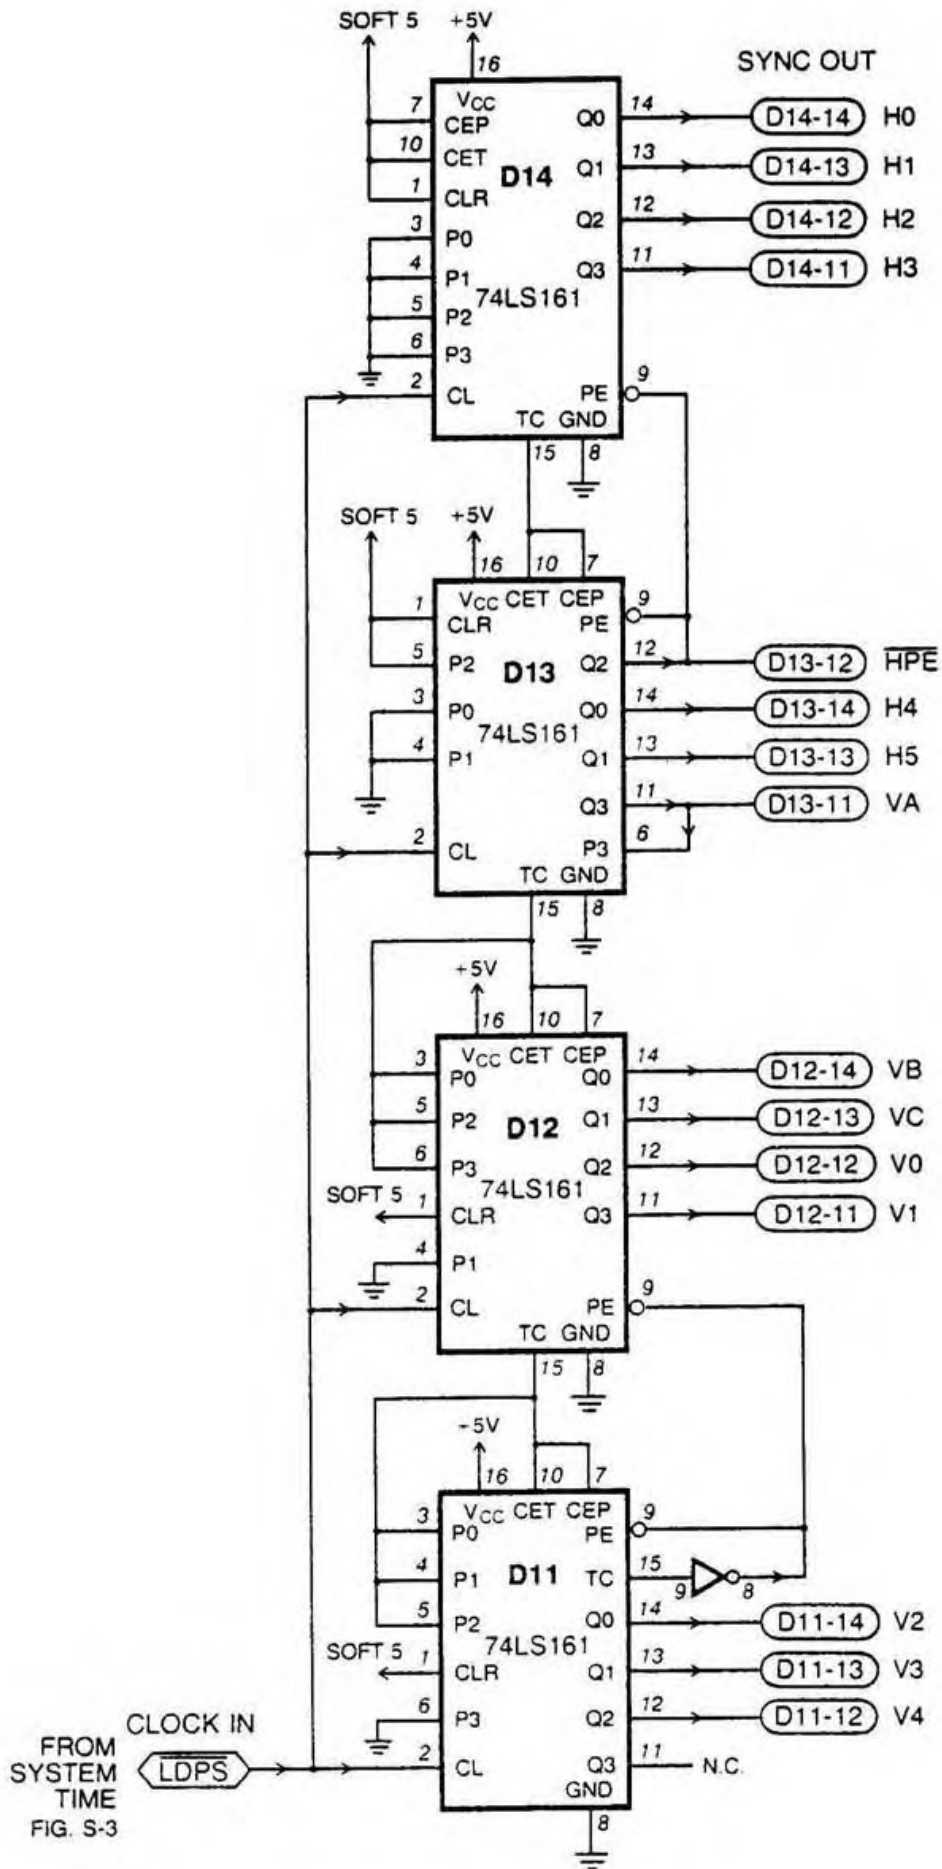 SOFT 5 +5V
16
SYNC OUT
7 VCC
CEP
Q0 14 D14-14 H0
10 CET
D14
Q1 13 D14-13 H1
1 CLR
Q2 12 D14-12 H2
3 P0
4 P1
Q3 11 D14-11 H3
74LS161
5 P2
6 P3
2 CL
PE 9
TC GND
15 8
SOFT 5 +5V
16 10 7
VCC CET CEP
1 CLR
PE 9
5 P2
D13
Q2 12 D13-12 HPE
3 P0
Q0 14 D13-14 H4
74LS161
4 P1
Q1 13 D13-13 H5
Q3 11 D13-11 VA
2 CL
P3 6
TC GND
15 8
+5V
16 10 7
VCC CET CEP
3 P0
Q0 14 D12-14 VB
5 P2
D12
Q1 13 D12-13 VC
6 P3
Q2 12 D12-12 V0
74LS161
SOFT 5 1 CLR
Q3 11 D12-11 V1
4 P1
2 CL
PE 9
TC GND
15 8
-5V
16 10 7
VCC CET CEP
3 P0
PE 9
4 P1
D11
TC 15 9 8
5 P2
Q0 14 D11-14 V2
74LS161
SOFT 5 1 CLR
Q1 13 D11-13 V3
6 P3
Q2 12 D11-12 V4
CLOCK IN
FROM
SYSTEM
TIME
FIG. S-3
LDPS
2 CL
Q3 11 N.C.
GND
8